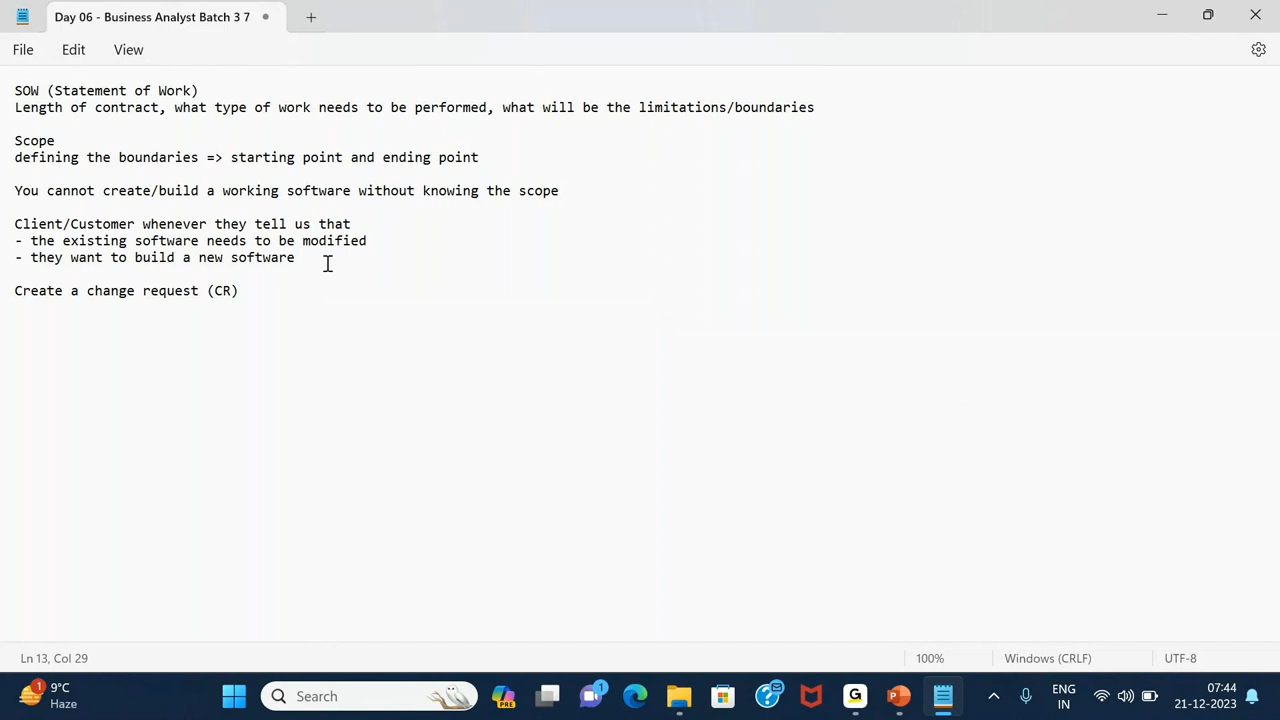 Day 06 - Business Analyst Batch 3 7
File Edit View
SOW (Statement of Work)
Length of contract, what type of work needs to be performed, what will be the limitations/boundaries
Scope
defining the boundaries => starting point and ending point
You cannot create/build a working software without knowing the scope
Client/Customer whenever they tell us that
- the existing software needs to be modified
- they want to build a new software
Create a change request (CR)
Ln 13, Col 29
100%
Windows (CRLF)
UTF-8
1
9°C
Haze
Search
PRE
1
G
ENG
IN
07:44
21-12-2023